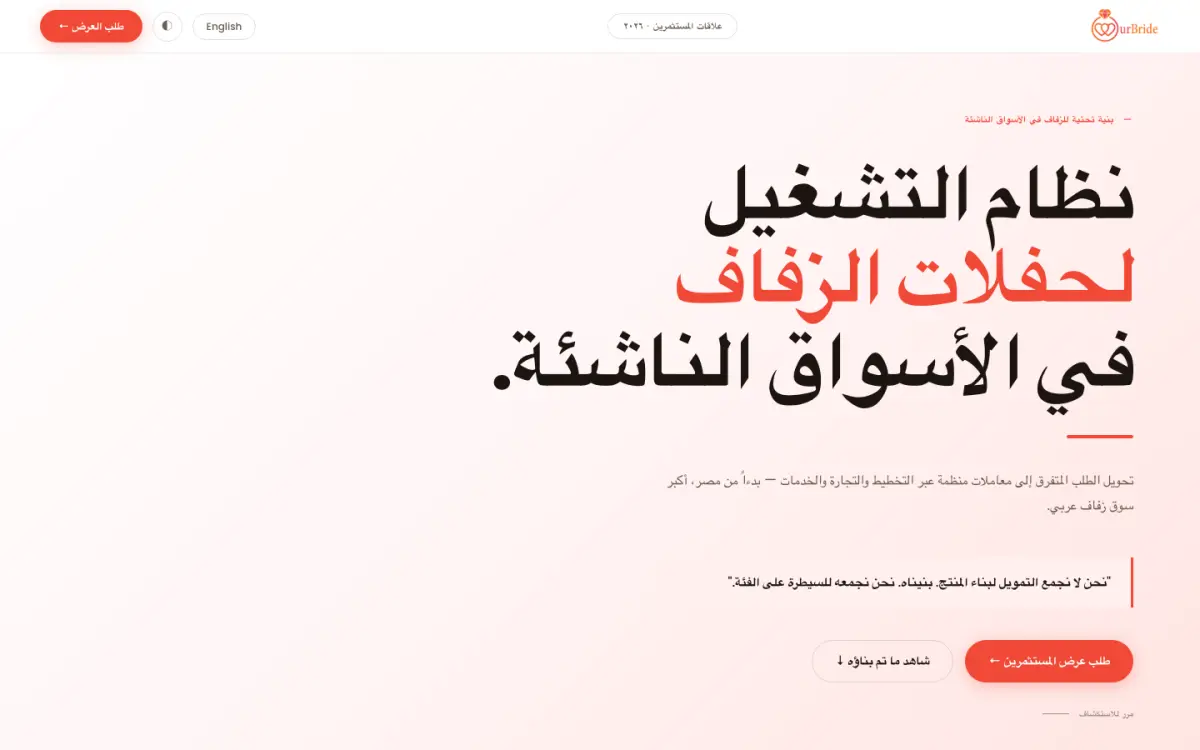 urBride
علاقات المستثمرين · ٢٠٢٦
English
طلب العرض ←
— بنية تحتية للزفاف في الأسواق الناشئة
نظام التشغيل
لحفلات الزفاف
في الأسواق الناشئة.
تحويل الطلب المتفرق إلى معاملات منظمة عبر التخطيط والتجارة والخدمات — بدءاً من مصر، أكبر
سوق زفاف عربي.
"نحن لا نجمع التمويل لبناء المنتج. بنيناه. نحن نجمعه للسيطرة على الفئة."
طلب عرض المستثمرين ←
شاهد ما تم بناؤه ↓
مرر للاستكشاف